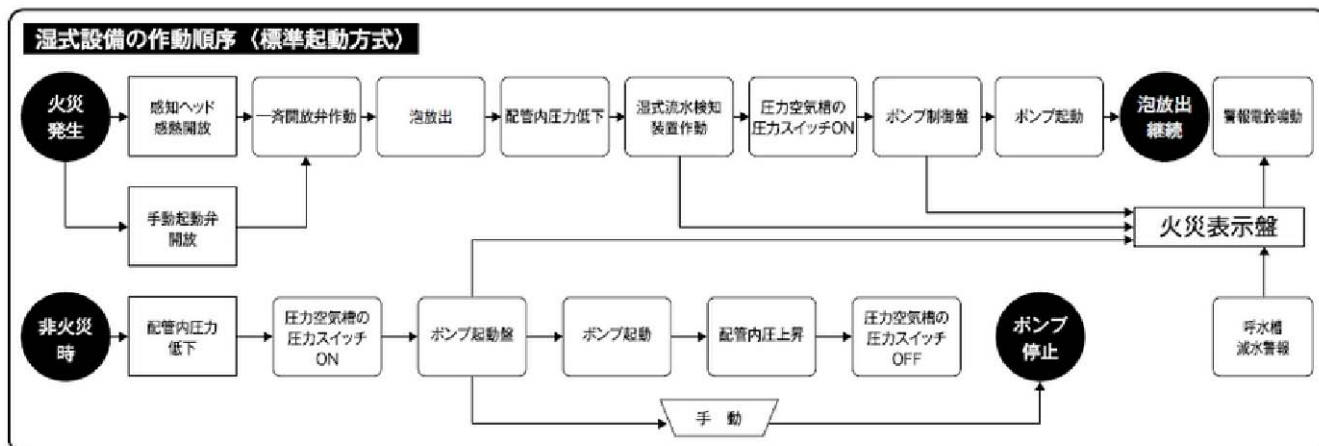 湿式設備の作動順序〈標準起動方式〉
火災
発生
感知ヘッド
感熱開放
一斉開放弁作動
泡放出
配管内圧力低下
湿式流水検知
装置作動
圧力空気槽の
圧力スイッチON
ポンプ制御盤
ポンプ起動
泡放出
継続
警報電鈴鳴動
手動起動弁
開放
火災表示盤
非火災
時
配管内圧力
低下
圧力空気槽の
圧力スイッチ
ON
ポンプ起動盤
ポンプ起動
配管内圧上昇
圧力空気槽の
圧力スイッチ
OFF
ポンプ
停止
呼水槽
減水警報
手 動